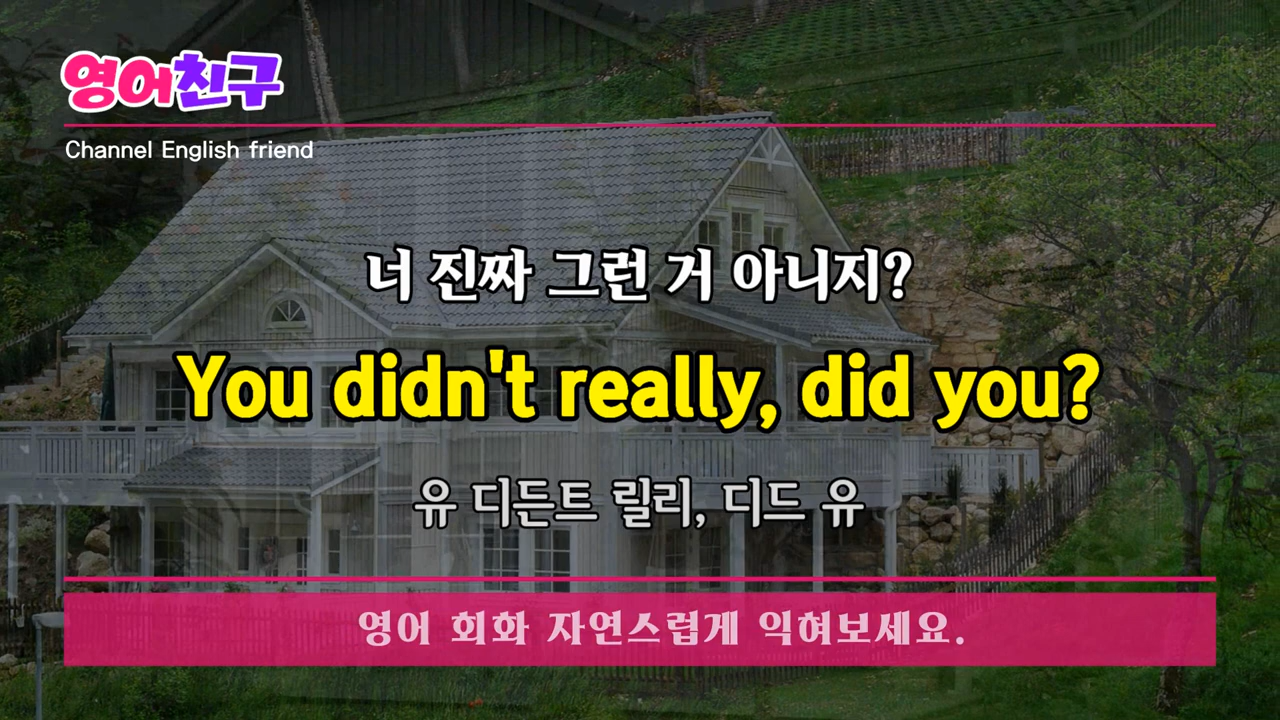 영어친구
Channel English friend
너 진짜 그런 거 아니지?
You didn't really, did you?
유 디든트 릴리, 디드 유
영어 회화 자연스럽게 익혀보세요.